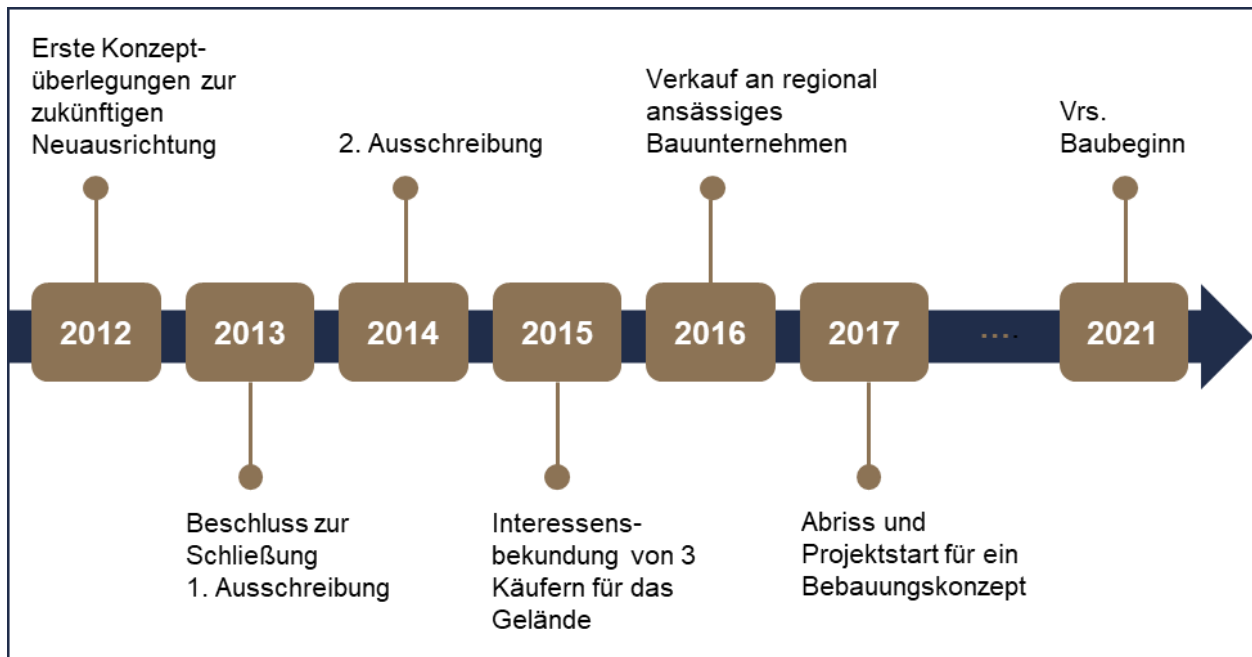 Erste Konzept-
überlegungen zur
zukünftigen
Neuausrichtung
2. Ausschreibung
Verkauf an regional
ansässiges
Bauunternehmen
Vrs.
Baubeginn
2012
2013
2014
2015
2016
2017
....
2021
Beschluss zur
Schließung
1. Ausschreibung
Interessens-
bekundung von 3
Käufern für das
Gelände
Abriss und
Projektstart für ein
Bebauungskonzept